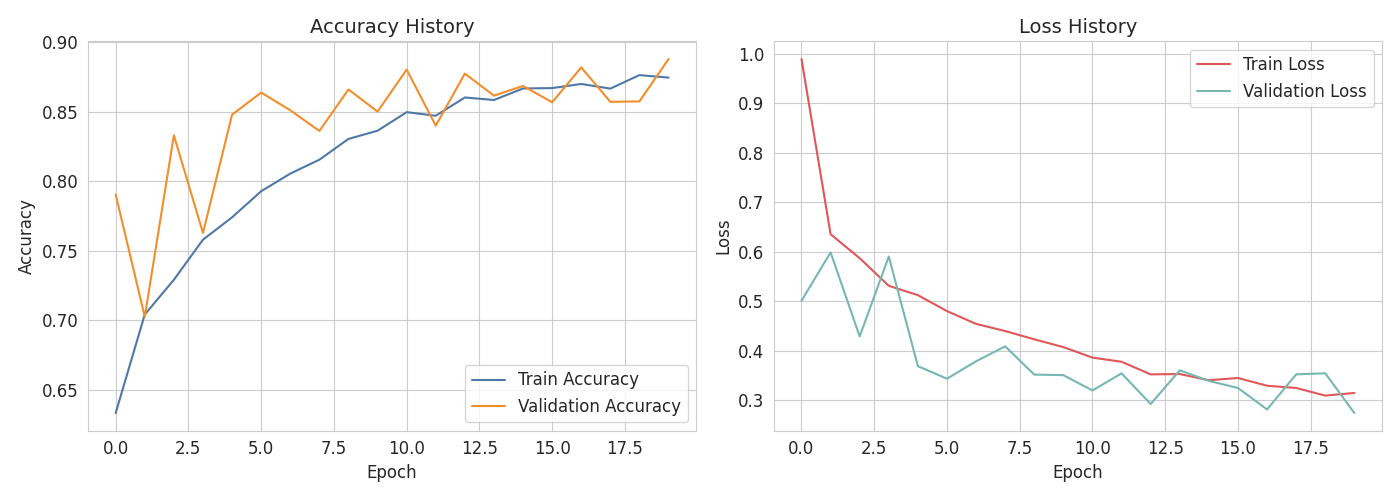 Accuracy History
Accuracy
0.90
0.85
0.80
0.75
0.70
0.65
Train Accuracy
Validation Accuracy
0.0 2.5 5.0 7.5 10.0 12.5 15.0 17.5
Epoch
Loss History
Loss
1.0
0.9
0.8
0.7
0.6
0.5
0.4
0.3
Train Loss
Validation Loss
0.0 2.5 5.0 7.5 10.0 12.5 15.0 17.5
Epoch